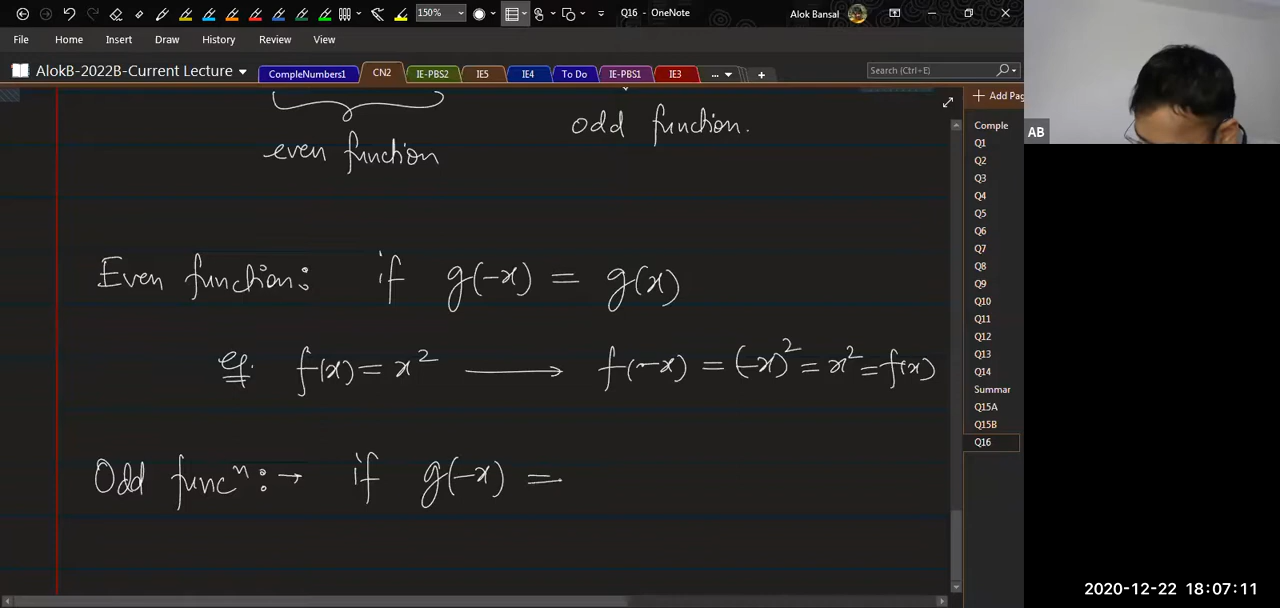 150%
Q16 - OneNote
Alok Bansal
File Home Insert Draw History Review View
AlokB-2022B-Current Lecture
CompleNumbers1 CN2 IE-PBS2 IE5 IE4 To Do IE-PBS1 IE3 ... +
Search (Ctrl+E)
+ Add Pag
AB
Comple
Q1
Q2
Q3
Q4
Q5
Q6
Q7
Q8
Q9
Q10
Q11
Q12
Q13
Q14
Summar
Q15A
Q15B
Q16
odd function.
even function
Even function: if g(-x) = g(x)
eg. f(x) = x² ⟶ f(-x) = (-x)² = x² = f(x)
Odd funcⁿ: → if g(-x) =
2020-12-22 18:07:11